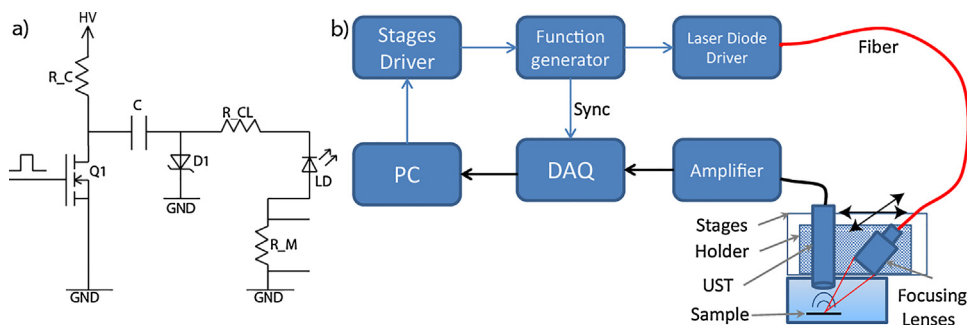 a)
HV
R_C
C
R_CL
Q1
D1
LD
GND
R_M
GND
GND
b)
Stages
Driver
Function
generator
Laser Diode
Driver
Fiber
Sync
PC
DAQ
Amplifier
Stages
Holder
UST
Sample
Focusing
Lenses